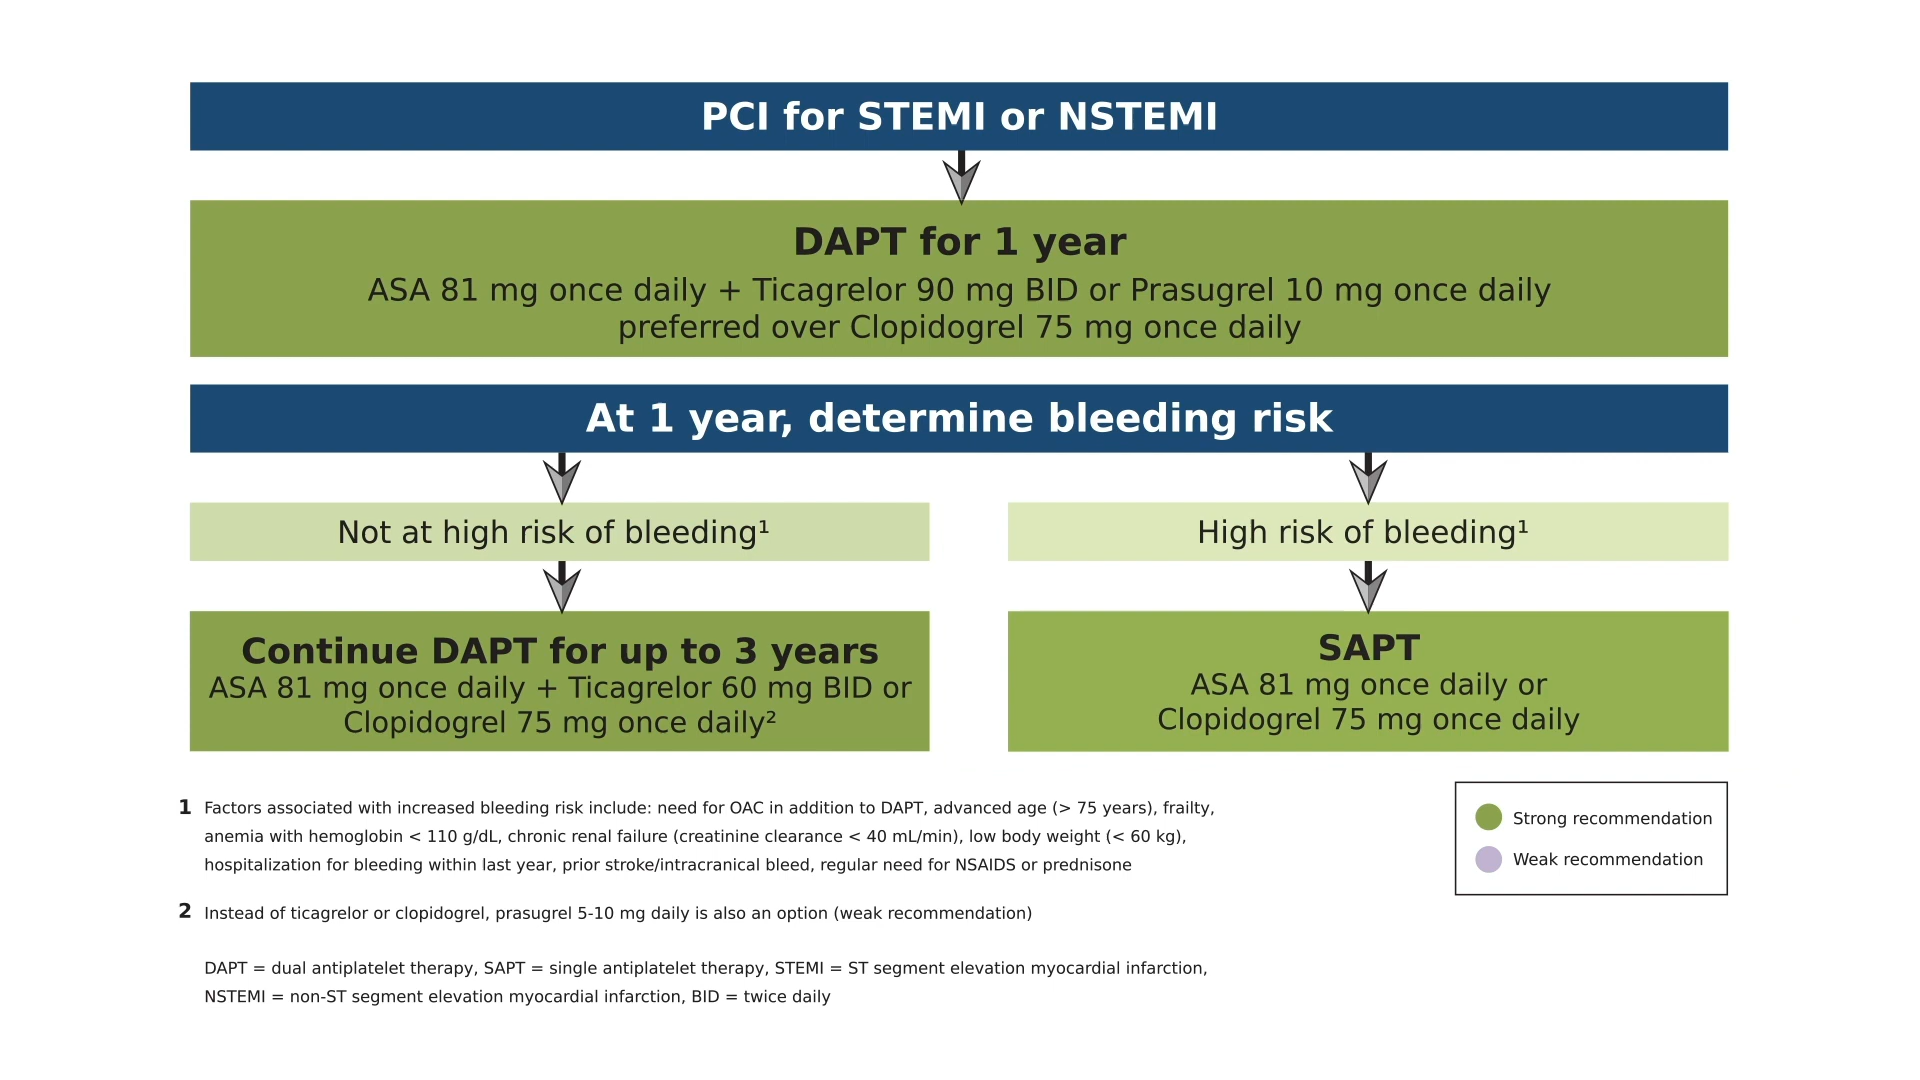 PCI for STEMI or NSTEMI
DAPT for 1 year
ASA 81 mg once daily + Ticagrelor 90 mg BID or Prasugrel 10 mg once daily
preferred over Clopidogrel 75 mg once daily
At 1 year, determine bleeding risk
Not at high risk of bleeding¹
High risk of bleeding¹
Continue DAPT for up to 3 years
ASA 81 mg once daily + Ticagrelor 60 mg BID or
Clopidogrel 75 mg once daily²
SAPT
ASA 81 mg once daily or
Clopidogrel 75 mg once daily
1 Factors associated with increased bleeding risk include: need for OAC in addition to DAPT, advanced age (> 75 years), frailty,
anemia with hemoglobin < 110 g/dL, chronic renal failure (creatinine clearance < 40 mL/min), low body weight (< 60 kg),
hospitalization for bleeding within last year, prior stroke/intracranical bleed, regular need for NSAIDS or prednisone
2 Instead of ticagrelor or clopidogrel, prasugrel 5-10 mg daily is also an option (weak recommendation)
DAPT = dual antiplatelet therapy, SAPT = single antiplatelet therapy, STEMI = ST segment elevation myocardial infarction,
NSTEMI = non-ST segment elevation myocardial infarction, BID = twice daily
Strong recommendation
Weak recommendation